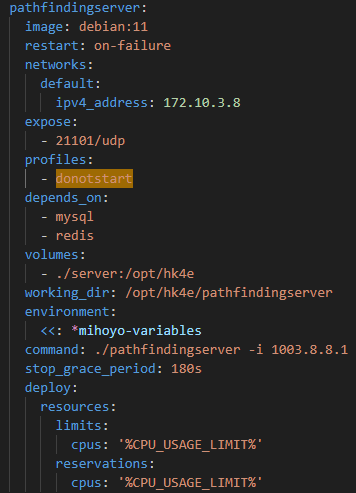 pathfindingserver:
  image: debian:11
  restart: on-failure
  networks:
    default:
      ipv4_address: 172.10.3.8
  expose:
    - 21101/udp
  profiles:
    - donotstart
  depends_on:
    - mysql
    - redis
  volumes:
    - ./server:/opt/hk4e
  working_dir: /opt/hk4e/pathfindingserver
  environment:
    <<: *mihoyo-variables
  command: ./pathfindingserver -i 1003.8.8.1
  stop_grace_period: 180s
  deploy:
    resources:
      limits:
        cpus: '%CPU_USAGE_LIMIT%'
      reservations:
        cpus: '%CPU_USAGE_LIMIT%'